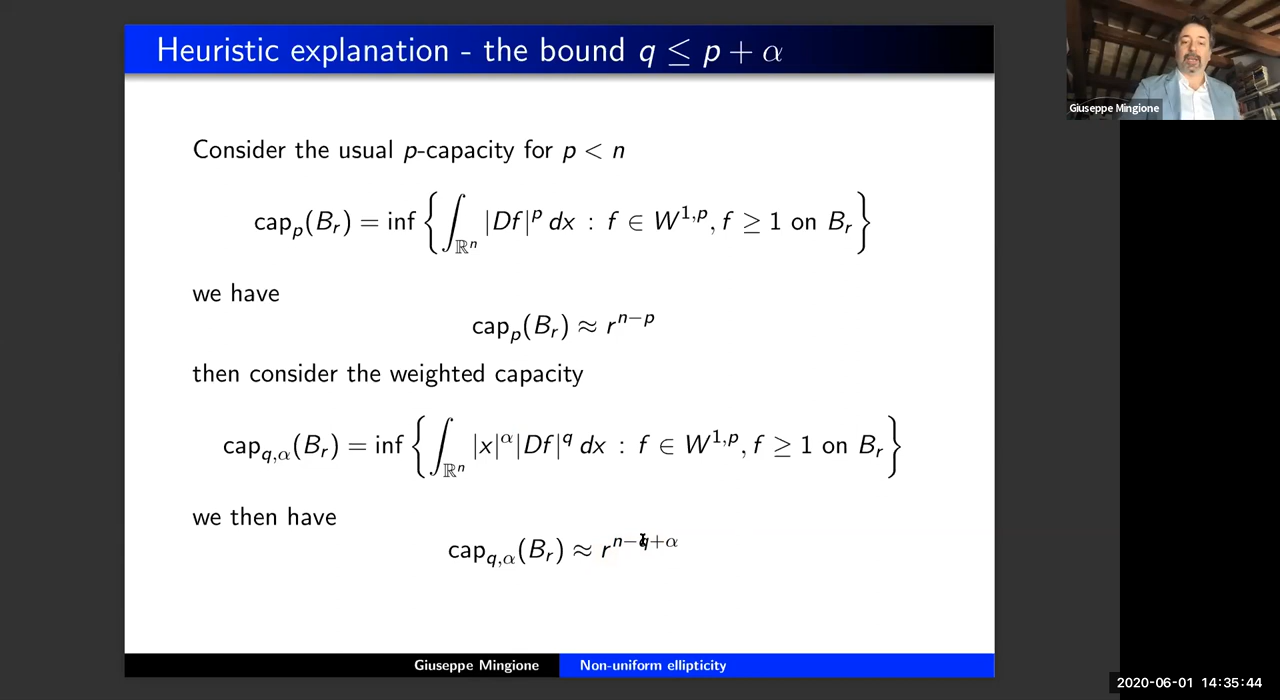 Heuristic explanation - the bound q ≤ p + α
Giuseppe Mingione
Consider the usual p-capacity for p < n
cap_p(B_r) = inf { ∫_{ℝ^n} |Df|^p dx : f ∈ W^{1,p}, f ≥ 1 on B_r }
we have
cap_p(B_r) ≈ r^{n−p}
then consider the weighted capacity
cap_{q,α}(B_r) = inf { ∫_{ℝ^n} |x|^α|Df|^q dx : f ∈ W^{1,p}, f ≥ 1 on B_r }
we then have
cap_{q,α}(B_r) ≈ r^{n−q+α}
Giuseppe Mingione Non-uniform ellipticity
2020-06-01 14:35:44